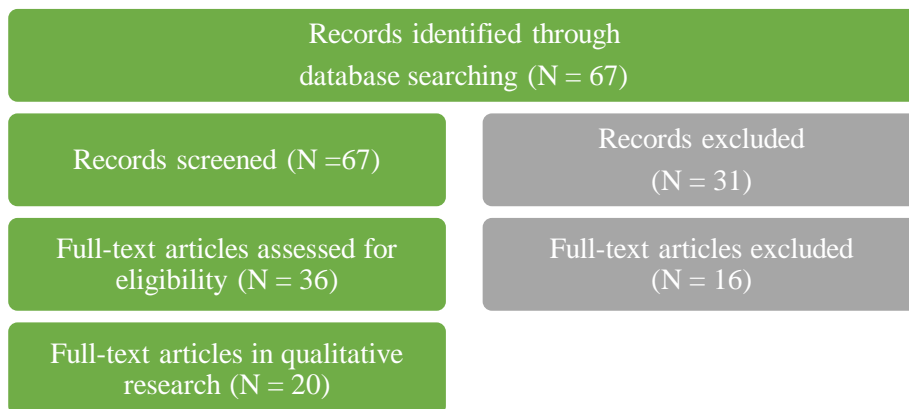 Records identified through
database searching (N = 67)
Records screened (N =67)
Records excluded
(N = 31)
Full-text articles assessed for
eligibility (N = 36)
Full-text articles excluded
(N = 16)
Full-text articles in qualitative
research (N = 20)